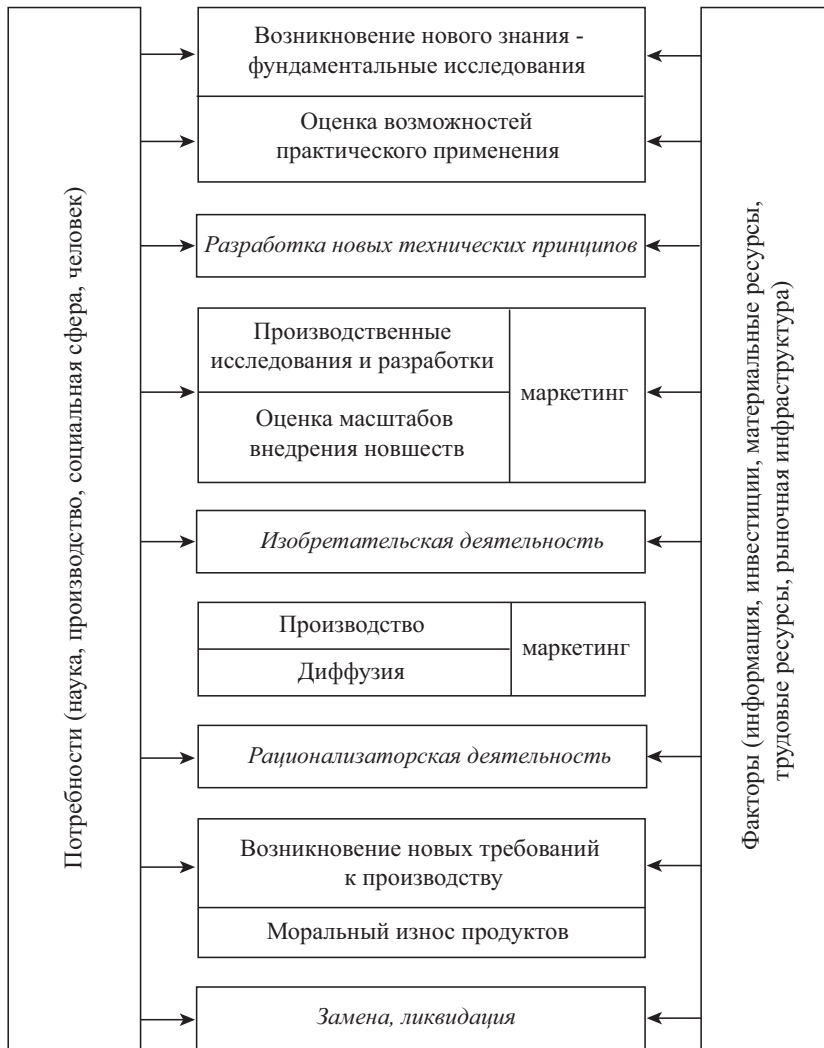 Потребности (наука, производство, социальная сфера, человек)
Возникновение нового знания -
фундаментальные исследования
Оценка возможностей
практического применения
Разработка новых технических принципов
Производственные
исследования и разработки
Оценка масштабов
внедрения новшеств
маркетинг
Изобретательская деятельность
Производство
Диффузия
маркетинг
Рационализаторская деятельность
Возникновение новых требований
к производству
Моральный износ продуктов
Замена, ликвидация
Факторы (информация, инвестиции, материальные ресурсы,
трудовые ресурсы, рыночная инфраструктура)